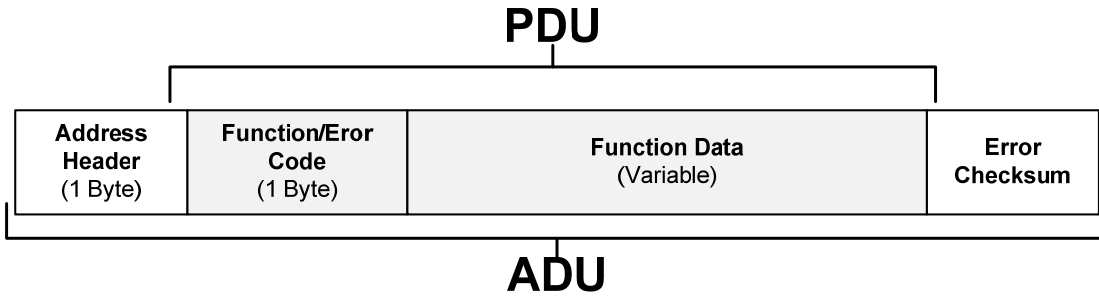 PDU
Address
Header
(1 Byte)
Function/Eror
Code
(1 Byte)
Function Data
(Variable)
Error
Checksum
ADU